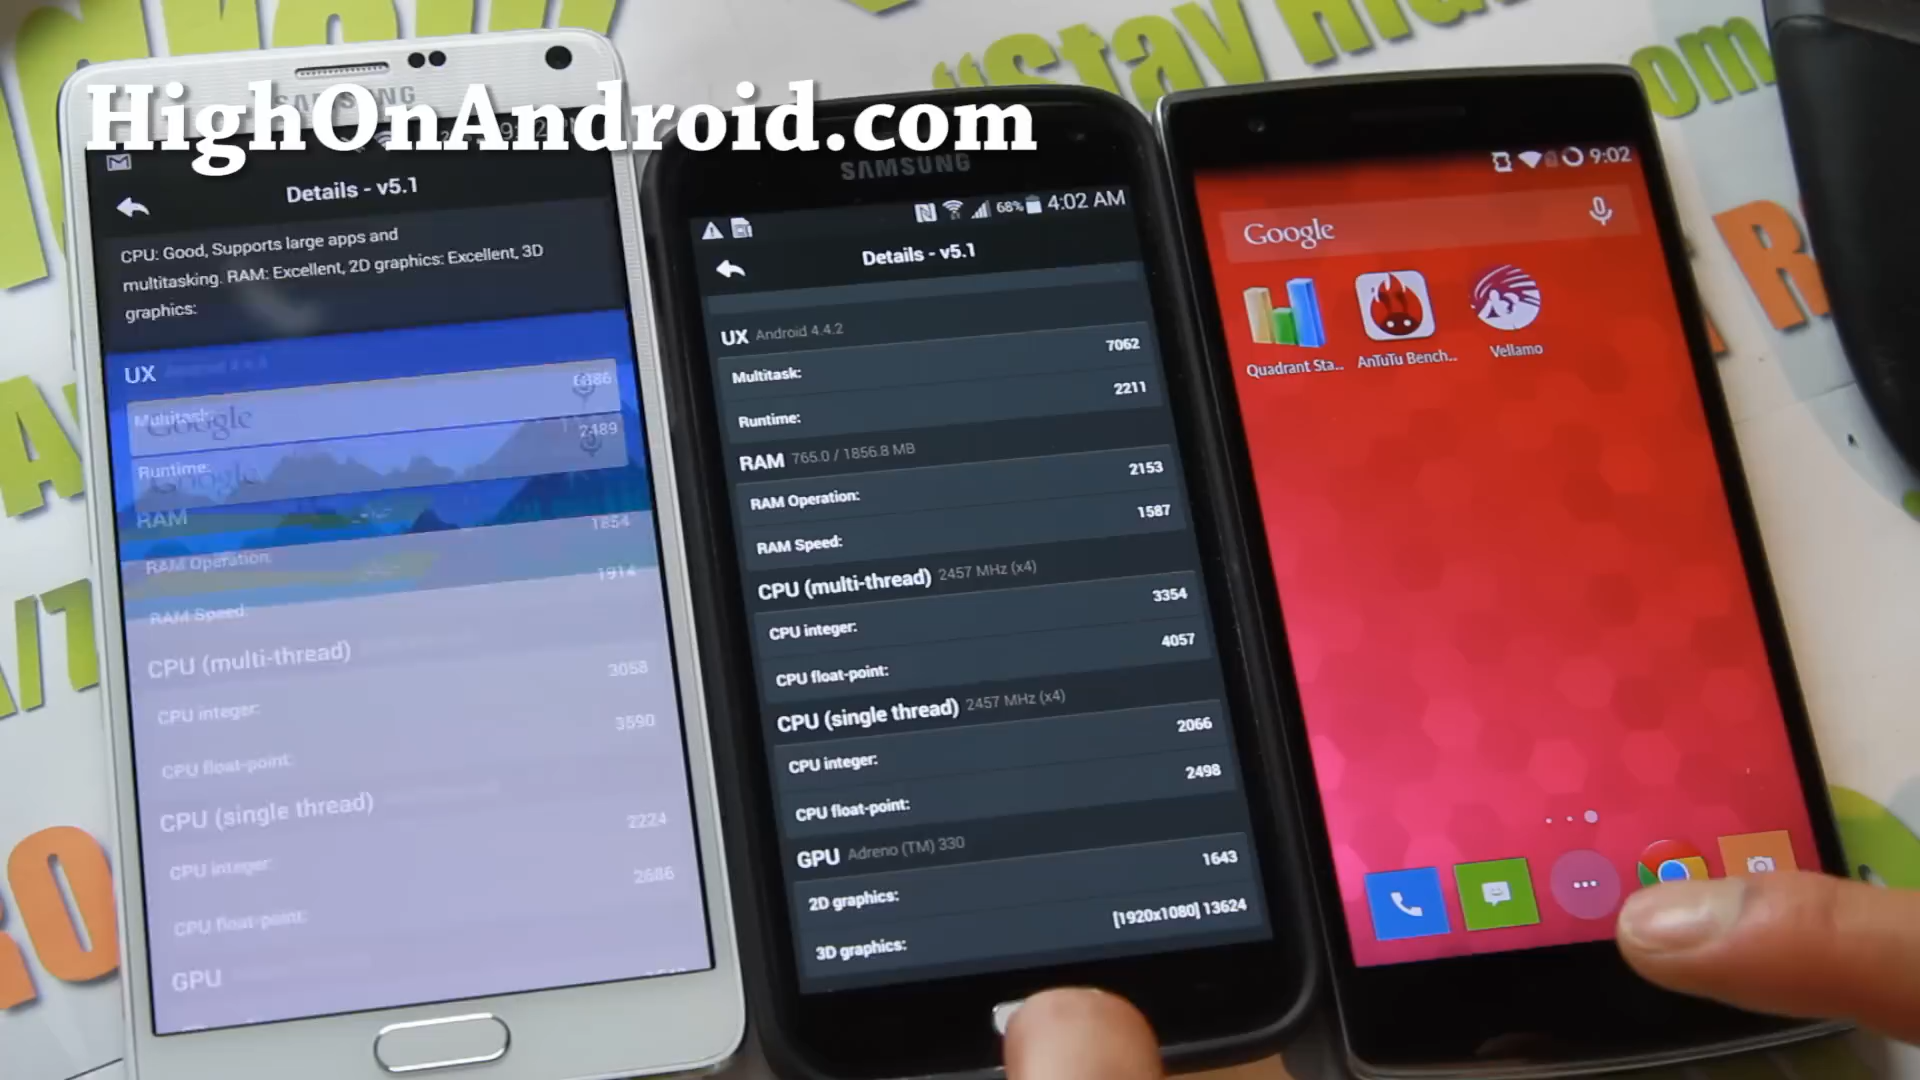 HighOnAndroid.com
"Stay High
SAMSUNG
Details - v5.1
CPU: Good, Supports large apps and
multitasking. RAM: Excellent, 2D graphics: Excellent, 3D
graphics:
UX
Multitask:
Google
2489
Runtime:
RAM
1854
RAM Operation:
1914
RAM Speed:
CPU (multi-thread)
3058
CPU integer:
3590
CPU float-point:
CPU (single thread)
2224
CPU integer:
2686
CPU float-point:
GPU
SAMSUNG
68% 4:02 AM
Details - v5.1
UX Android 4.4.2
7062
Multitask:
2211
Runtime:
RAM 765.0 / 1856.8 MB
2153
RAM Operation:
1587
RAM Speed:
CPU (multi-thread) 2457 MHz (x4)
3354
CPU integer:
4057
CPU float-point:
CPU (single thread) 2457 MHz (x4)
2066
CPU integer:
2498
CPU float-point:
GPU Adreno (TM) 330
1643
2D graphics:
[1920x1080] 13624
3D graphics:
9:02
Google
Quadrant Sta..
AnTuTu Bench..
Vellamo